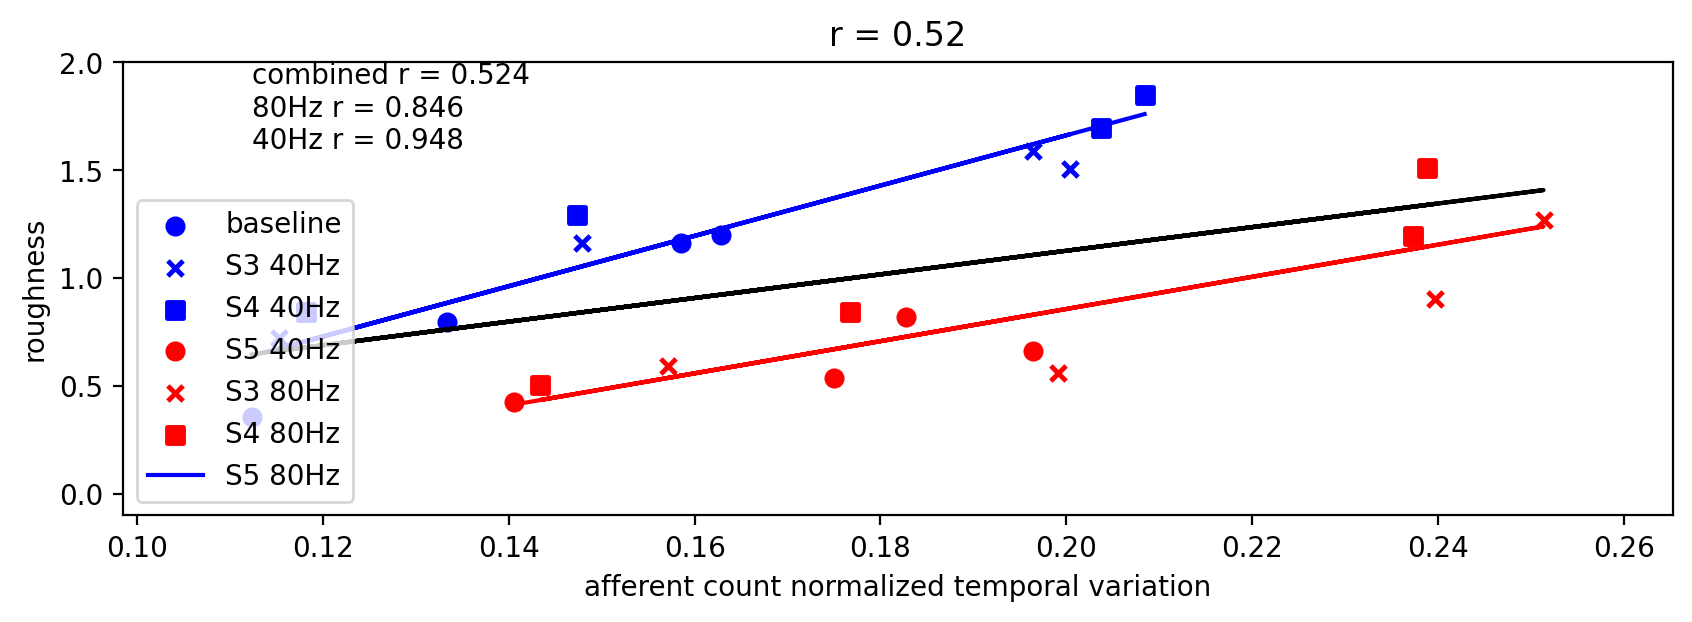 r = 0.52
combined r = 0.524
80Hz r = 0.846
40Hz r = 0.948
roughness
2.0
1.5
1.0
0.5
0.0
baseline
S3 40Hz
S4 40Hz
S5 40Hz
S3 80Hz
S4 80Hz
S5 80Hz
0.10 0.12 0.14 0.16 0.18 0.20 0.22 0.24 0.26
afferent count normalized temporal variation